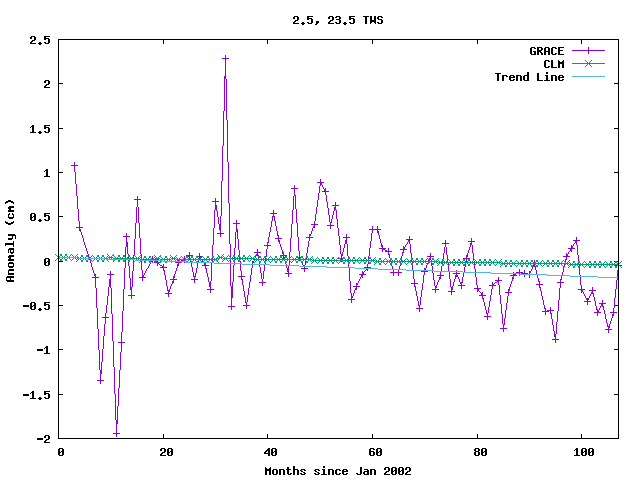 2.5, 23.5 TWS
2.5
2
1.5
1
0.5
0
-0.5
-1
-1.5
-2
GRACE
CLM
Trend Line
Anomaly (cm)
0 20 40 60 80 100
Months since Jan 2002